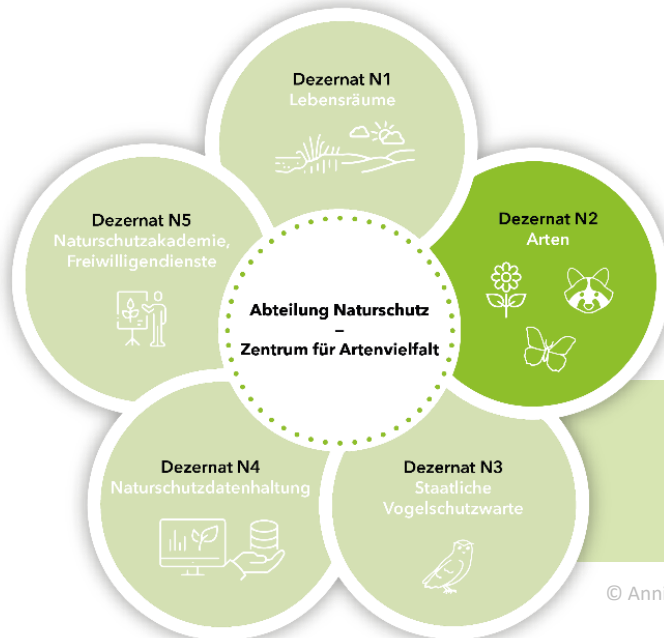 Dezernat N1
Lebensräume
Dezernat N2
Arten
Dezernat N5
Naturschutzakademie,
Freiwilligendienste
Abteilung Naturschutz
–
Zentrum für Artenvielfalt
Dezernat N4
Naturschutzdatenhaltung
Dezernat N3
Staatliche
Vogelschutzwarte
©